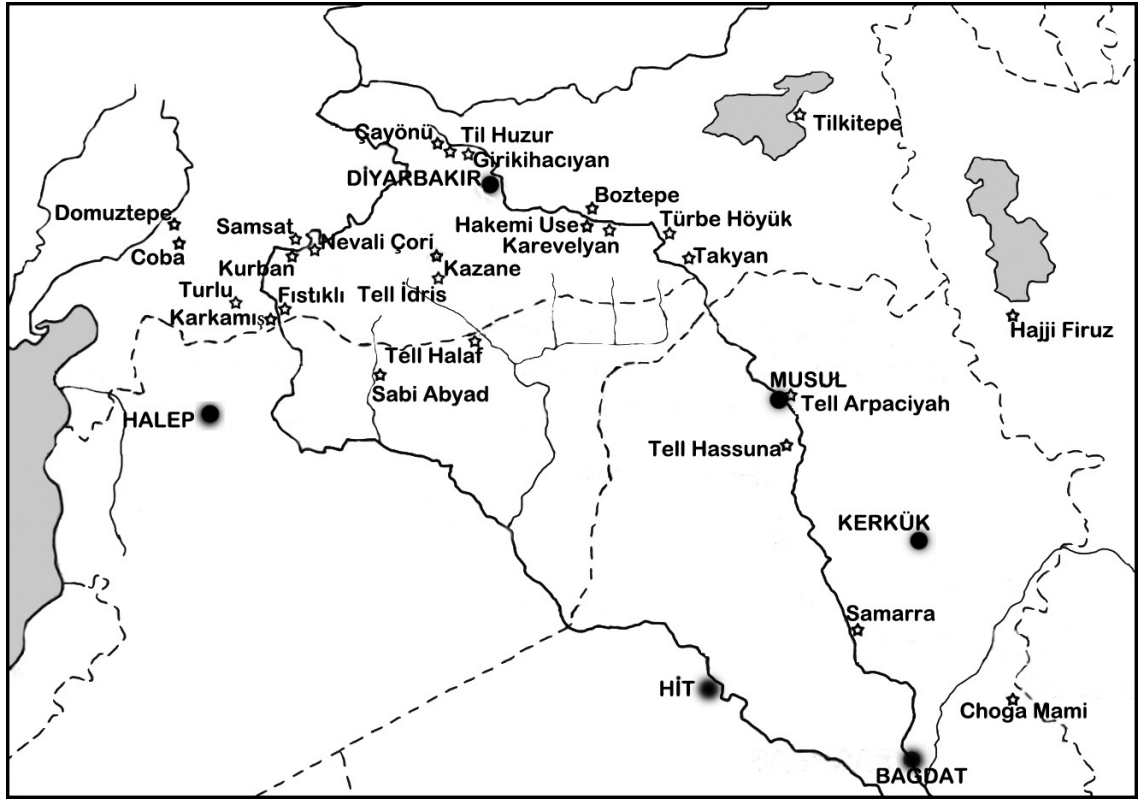 Tilkitepe
Çayönü
Til Huzur
Girikihacıyan
DİYARBAKIR
Boztepe
Domuztepe
Samsat
Nevali Çori
Hakemi Use
Türbe Höyük
Karevelyan
Coba
Kurban
Kazane
Takyan
Turlu
Fıstıklı
Tell İdris
Karkamış
Hajji Firuz
Tell Halaf
Sabi Abyad
MUSUL
Tell Arpaciyah
HALEP
Tell Hassuna
KERKÜK
Samarra
HİT
Choga Mami
BAGDAT